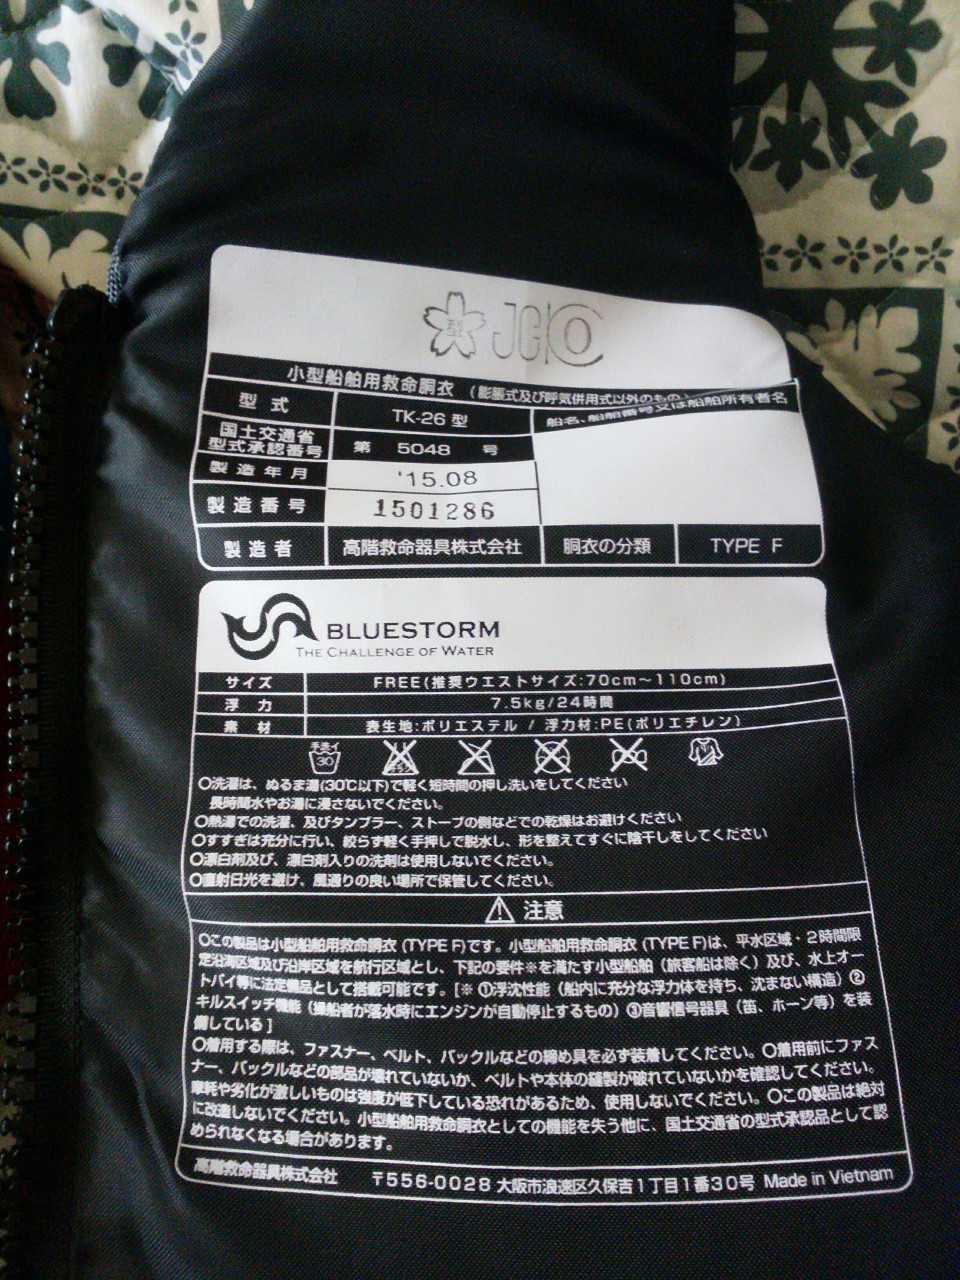 型 JCI
小型船舶用救命胴衣 (膨脹式及び呼気併用式以外のもの)
型式 TK-26 型 船名、船舶番号又は船舶所有者名
国土交通省
型式承認番号 第 5048 号
製造年月 '15.08
製造番号 1501286
製造者 高階救命器具株式会社 胴衣の分類 TYPE F
BLUESTORM
THE CHALLENGE OF WATER
サイズ FREE(推奨ウエストサイズ:70cm~110cm)
浮力 7.5kg/24時間
素材 表生地:ポリエステル / 浮力材:PE(ポリエチレン)
手洗イ
30
○洗濯は、ぬるま湯(30℃以下)で軽く短時間の押し洗いをしてください
長時間水やお湯に浸さないでください。
○熱湯での洗濯、及びタンブラー、ストーブの側などでの乾燥はお避けください
○すすぎは充分に行い、絞らず軽く手押しで脱水し、形を整えてすぐに陰干しをしてください
○漂白剤及び、漂白剤入りの洗剤は使用しないでください。
○直射日光を避け、風通りの良い場所で保管してください。
注意
○この製品は小型船舶用救命胴衣 (TYPE F)です。小型船舶用救命胴衣 (TYPE F)は、平水区域・2時間限
定沿海区域及び沿岸区域を航行区域とし、下記の要件※を満たす小型船舶(旅客船は除く)及び、水上オー
トバイ等に法定備品として搭載可能です。[※ ①浮沈性能(船内に充分な浮力体を持ち、沈まない構造)②
キルスイッチ機能(操船者が落水時にエンジンが自動停止するもの)③音響信号器具(笛、ホーン等)を装
備している]
○着用する際は、ファスナー、ベルト、バックルなどの締め具を必ず装着してください。○着用前にファス
ナー、バックルなどの部品が壊れていないか、ベルトや本体の縫製が破れていないかを確認してください。
摩耗や劣化が激しいものは強度が低下している恐れがあるため、使用しないでください。○この製品は絶対
に改造しないでください。小型船舶用救命胴衣としての機能を失う他に、国土交通省の型式承認品として認
められなくなる場合があります。
高階救命器具株式会社 〒556-0028 大阪市浪速区久保吉1丁目1番30号 Made in Vietnam